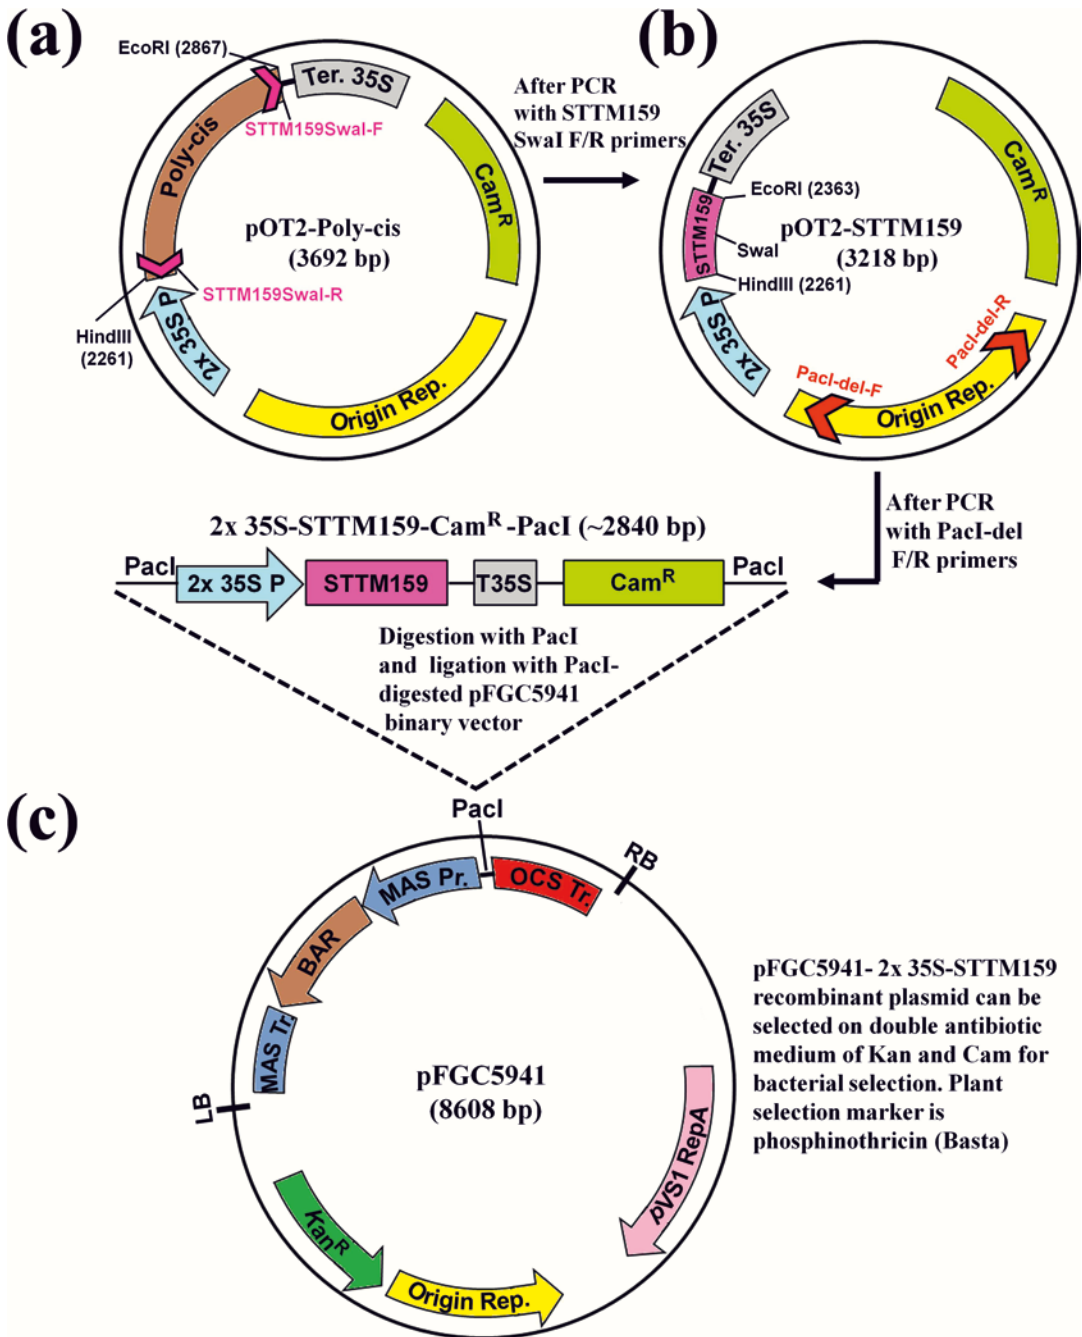 (a)
EcoRI (2867)
Ter. 35S
STTM159SwaI-F
Poly-cis
CamR
pOT2-Poly-cis
(3692 bp)
STTM159SwaI-R
HindIII
(2261)
2x 35S P
Origin Rep.
After PCR
with STTM159
SwaI F/R primers
(b)
Ter. 35S
CamR
EcoRI (2363)
STTM159
SwaI
pOT2-STTM159
(3218 bp)
HindIII (2261)
2x 35S P
PacI-del-R
PacI-del-F
Origin Rep.
After PCR
with PacI-del
F/R primers
2x 35S-STTM159-CamR-PacI (~2840 bp)
PacI
2x 35S P
STTM159
T35S
CamR
PacI
Digestion with PacI
and ligation with PacI-
digested pFGC5941
binary vector
(c)
PacI
RB
MAS Pr.
OCS Tr.
BAR
MAS Tr.
LB
pFGC5941
(8608 bp)
pVS1 RepA
KanR
Origin Rep.
pFGC5941- 2x 35S-STTM159
recombinant plasmid can be
selected on double antibiotic
medium of Kan and Cam for
bacterial selection. Plant
selection marker is
phosphinothricin (Basta)